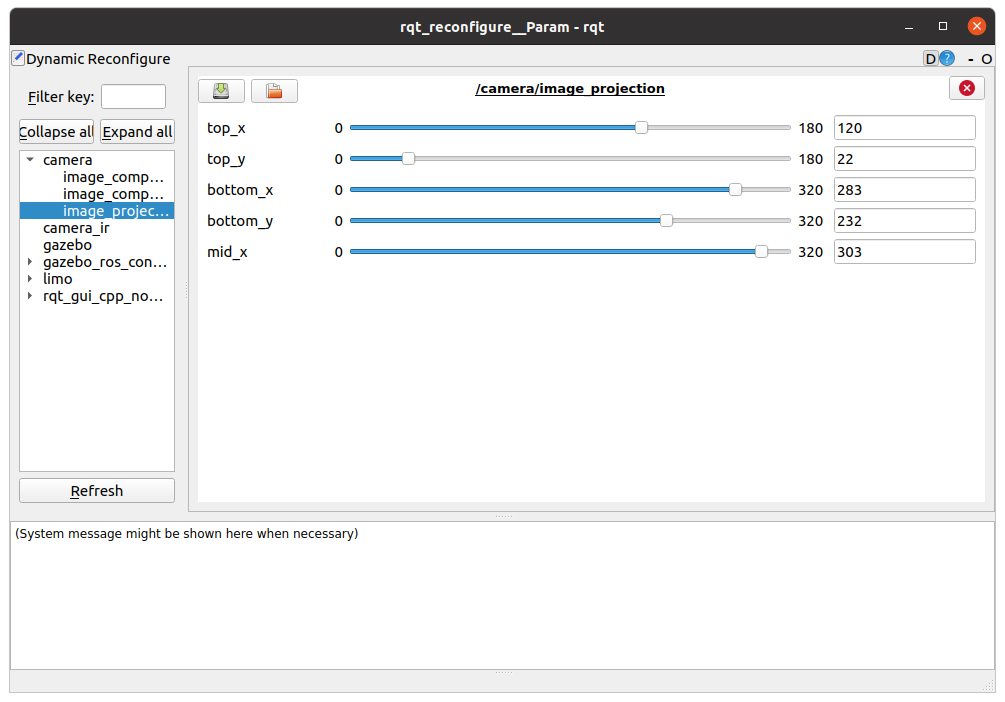 rqt_reconfigure__Param - rqt
Dynamic Reconfigure
D ? - O
Filter key:
Collapse all Expand all
camera
image_comp...
image_comp...
image_projec...
camera_ir
gazebo
gazebo_ros_con...
limo
rqt_gui_cpp_no...
Refresh
/camera/image_projection
top_x 0 180 120
top_y 0 180 22
bottom_x 0 320 283
bottom_y 0 320 232
mid_x 0 320 303
(System message might be shown here when necessary)